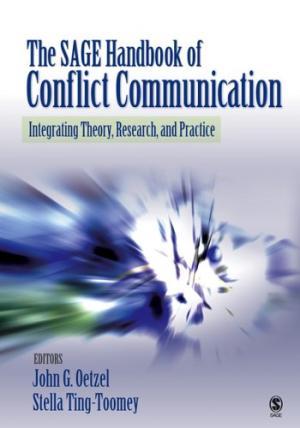 The SAGE Handbook of
Conflict Communication
Integrating Theory, Research, and Practice
EDITORS
John G. Oetzel
Stella Ting-Toomey
SAGE